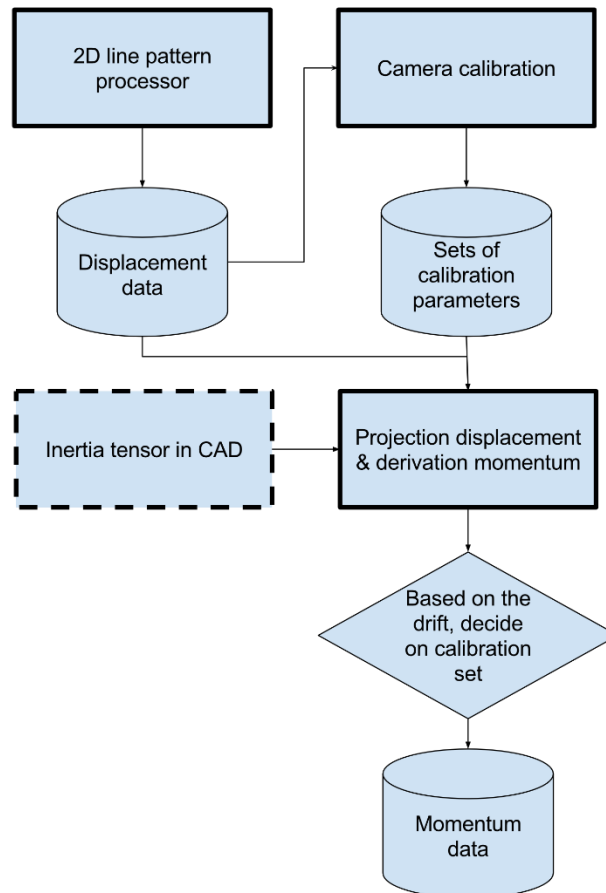 2D line pattern
processor
Camera calibration
Displacement
data
Sets of
calibration
parameters
Inertia tensor in CAD
Projection displacement
& derivation momentum
Based on the
drift, decide
on calibration
set
Momentum
data